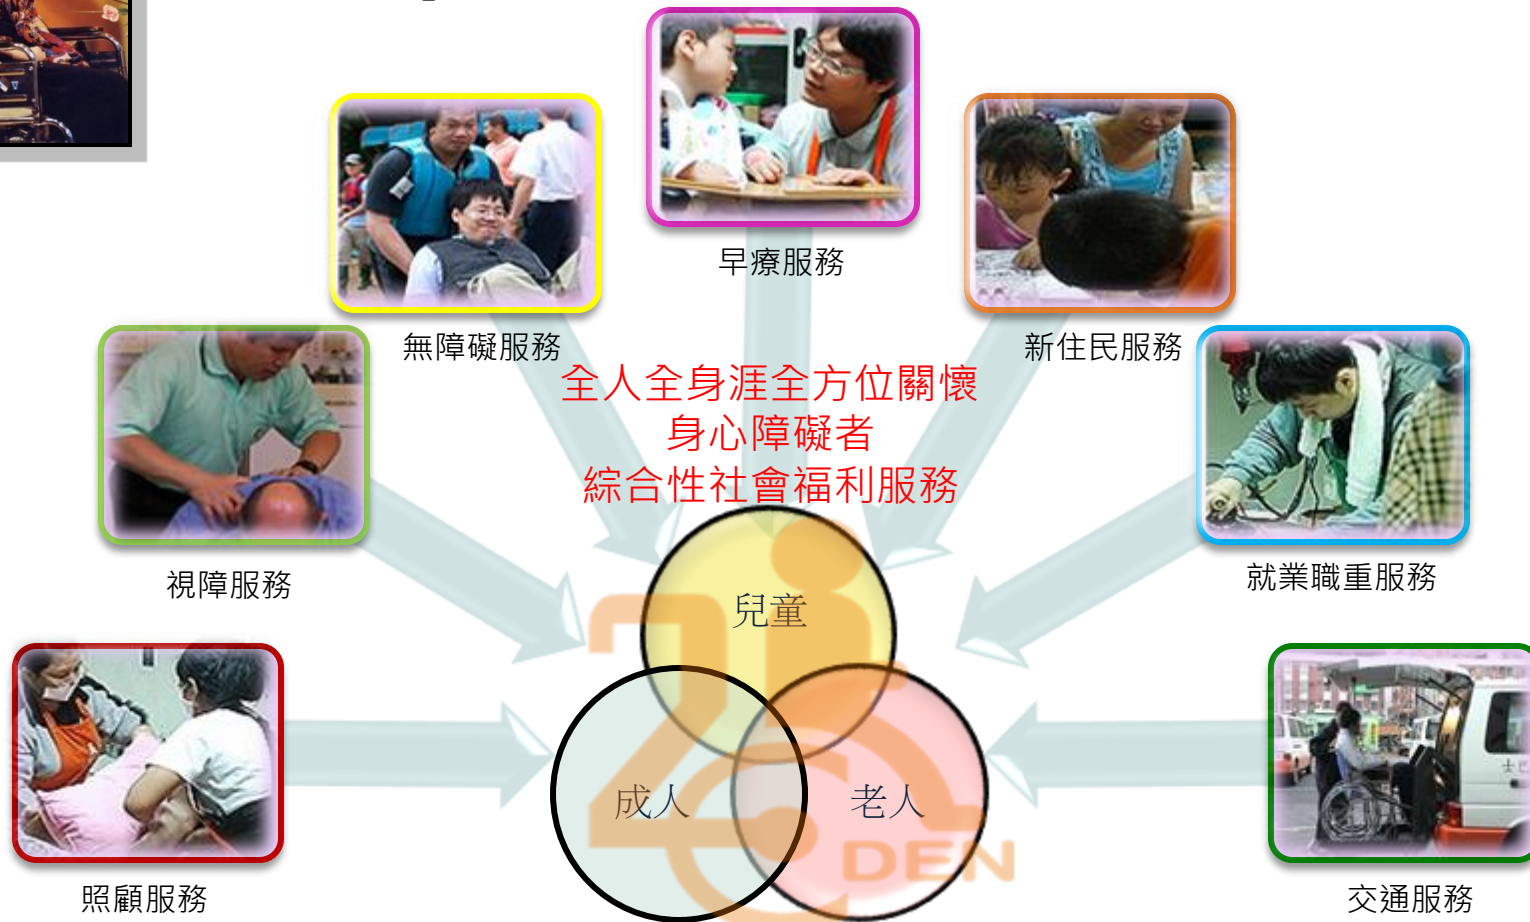 早療服務
無障礙服務
新住民服務
全人全身涯全方位關懷
身心障礙者
綜合性社會福利服務
視障服務
就業職重服務
兒童
成人
老人
DEN
照顧服務
交通服務